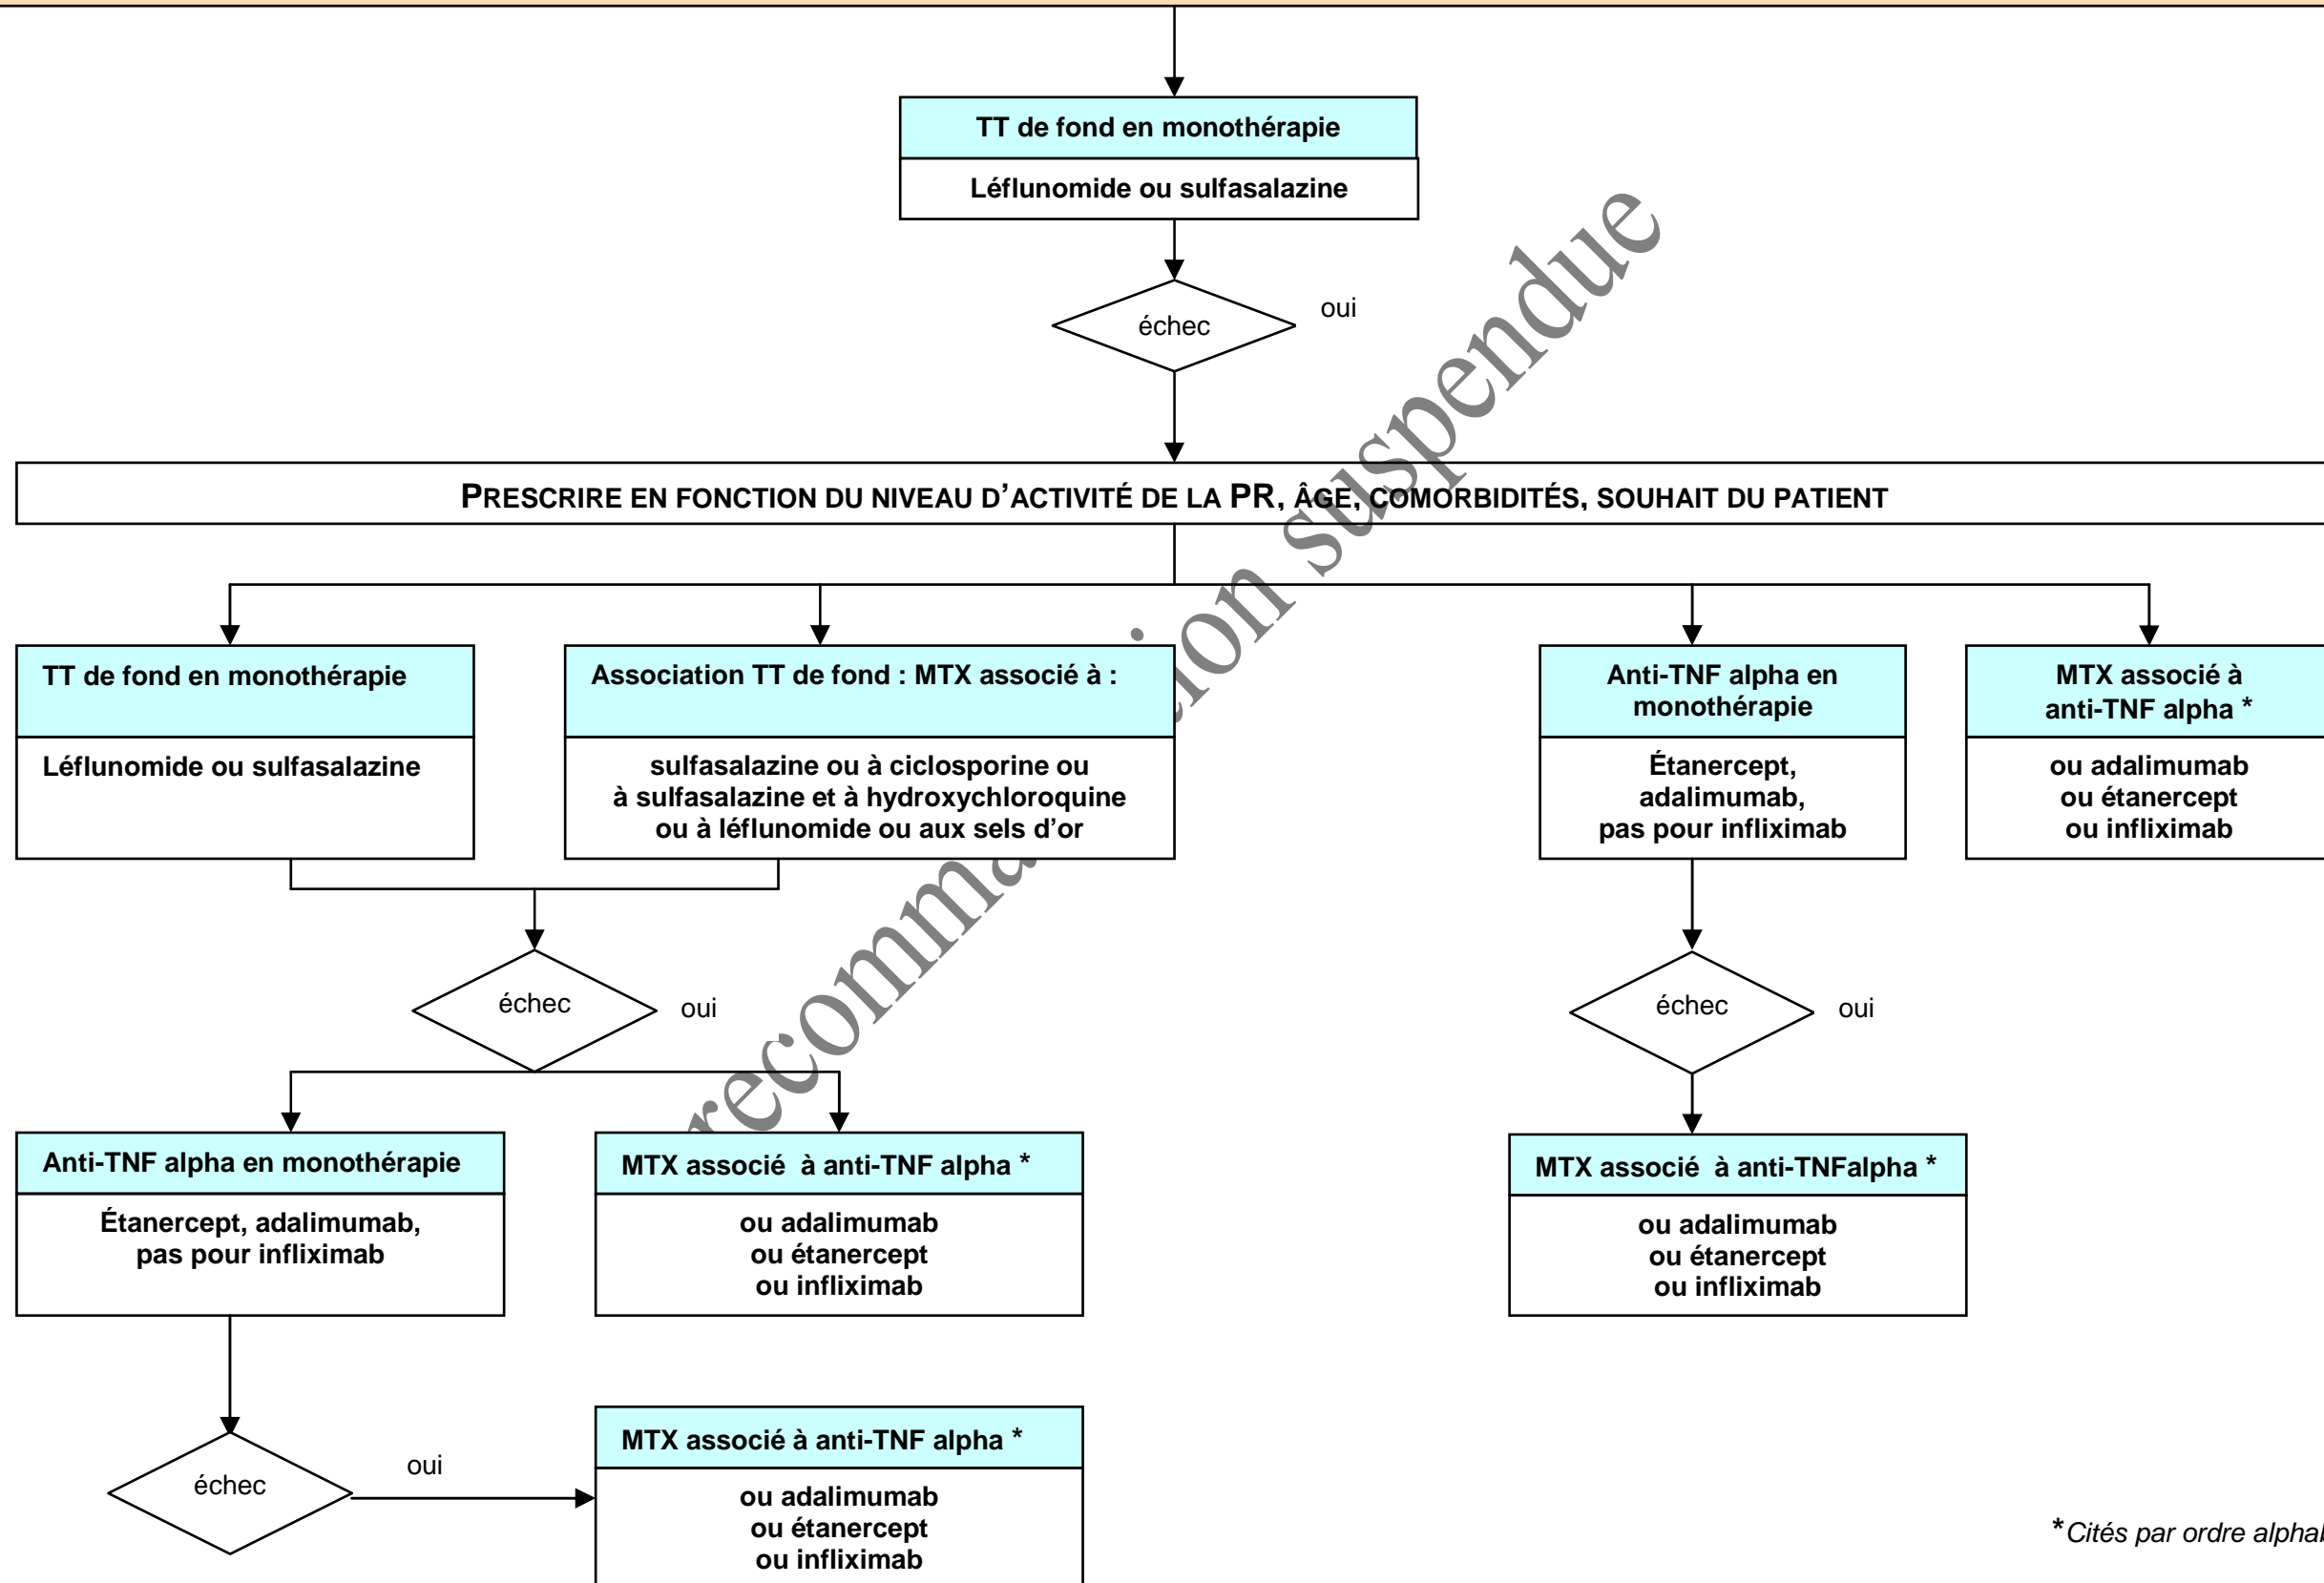 TT de fond en monothérapie
Léflunomide ou sulfasalazine
échec
oui
PRESCRIRE EN FONCTION DU NIVEAU D’ACTIVITÉ DE LA PR, ÂGE, COMORBIDITÉS, SOUHAIT DU PATIENT
TT de fond en monothérapie
Léflunomide ou sulfasalazine
Association TT de fond : MTX associé à :
sulfasalazine ou à ciclosporine ou
à sulfasalazine et à hydroxychloroquine
ou à léflunomide ou aux sels d’or
Anti-TNF alpha en
monothérapie
Étanercept,
adalimumab,
pas pour infliximab
MTX associé à
anti-TNF alpha *
ou adalimumab
ou étanercept
ou infliximab
échec
oui
échec
oui
Anti-TNF alpha en monothérapie
Étanercept, adalimumab,
pas pour infliximab
MTX associé à anti-TNF alpha *
ou adalimumab
ou étanercept
ou infliximab
MTX associé à anti-TNFalpha *
ou adalimumab
ou étanercept
ou infliximab
échec
oui
MTX associé à anti-TNF alpha *
ou adalimumab
ou étanercept
ou infliximab
*Cités par ordre
suspendue